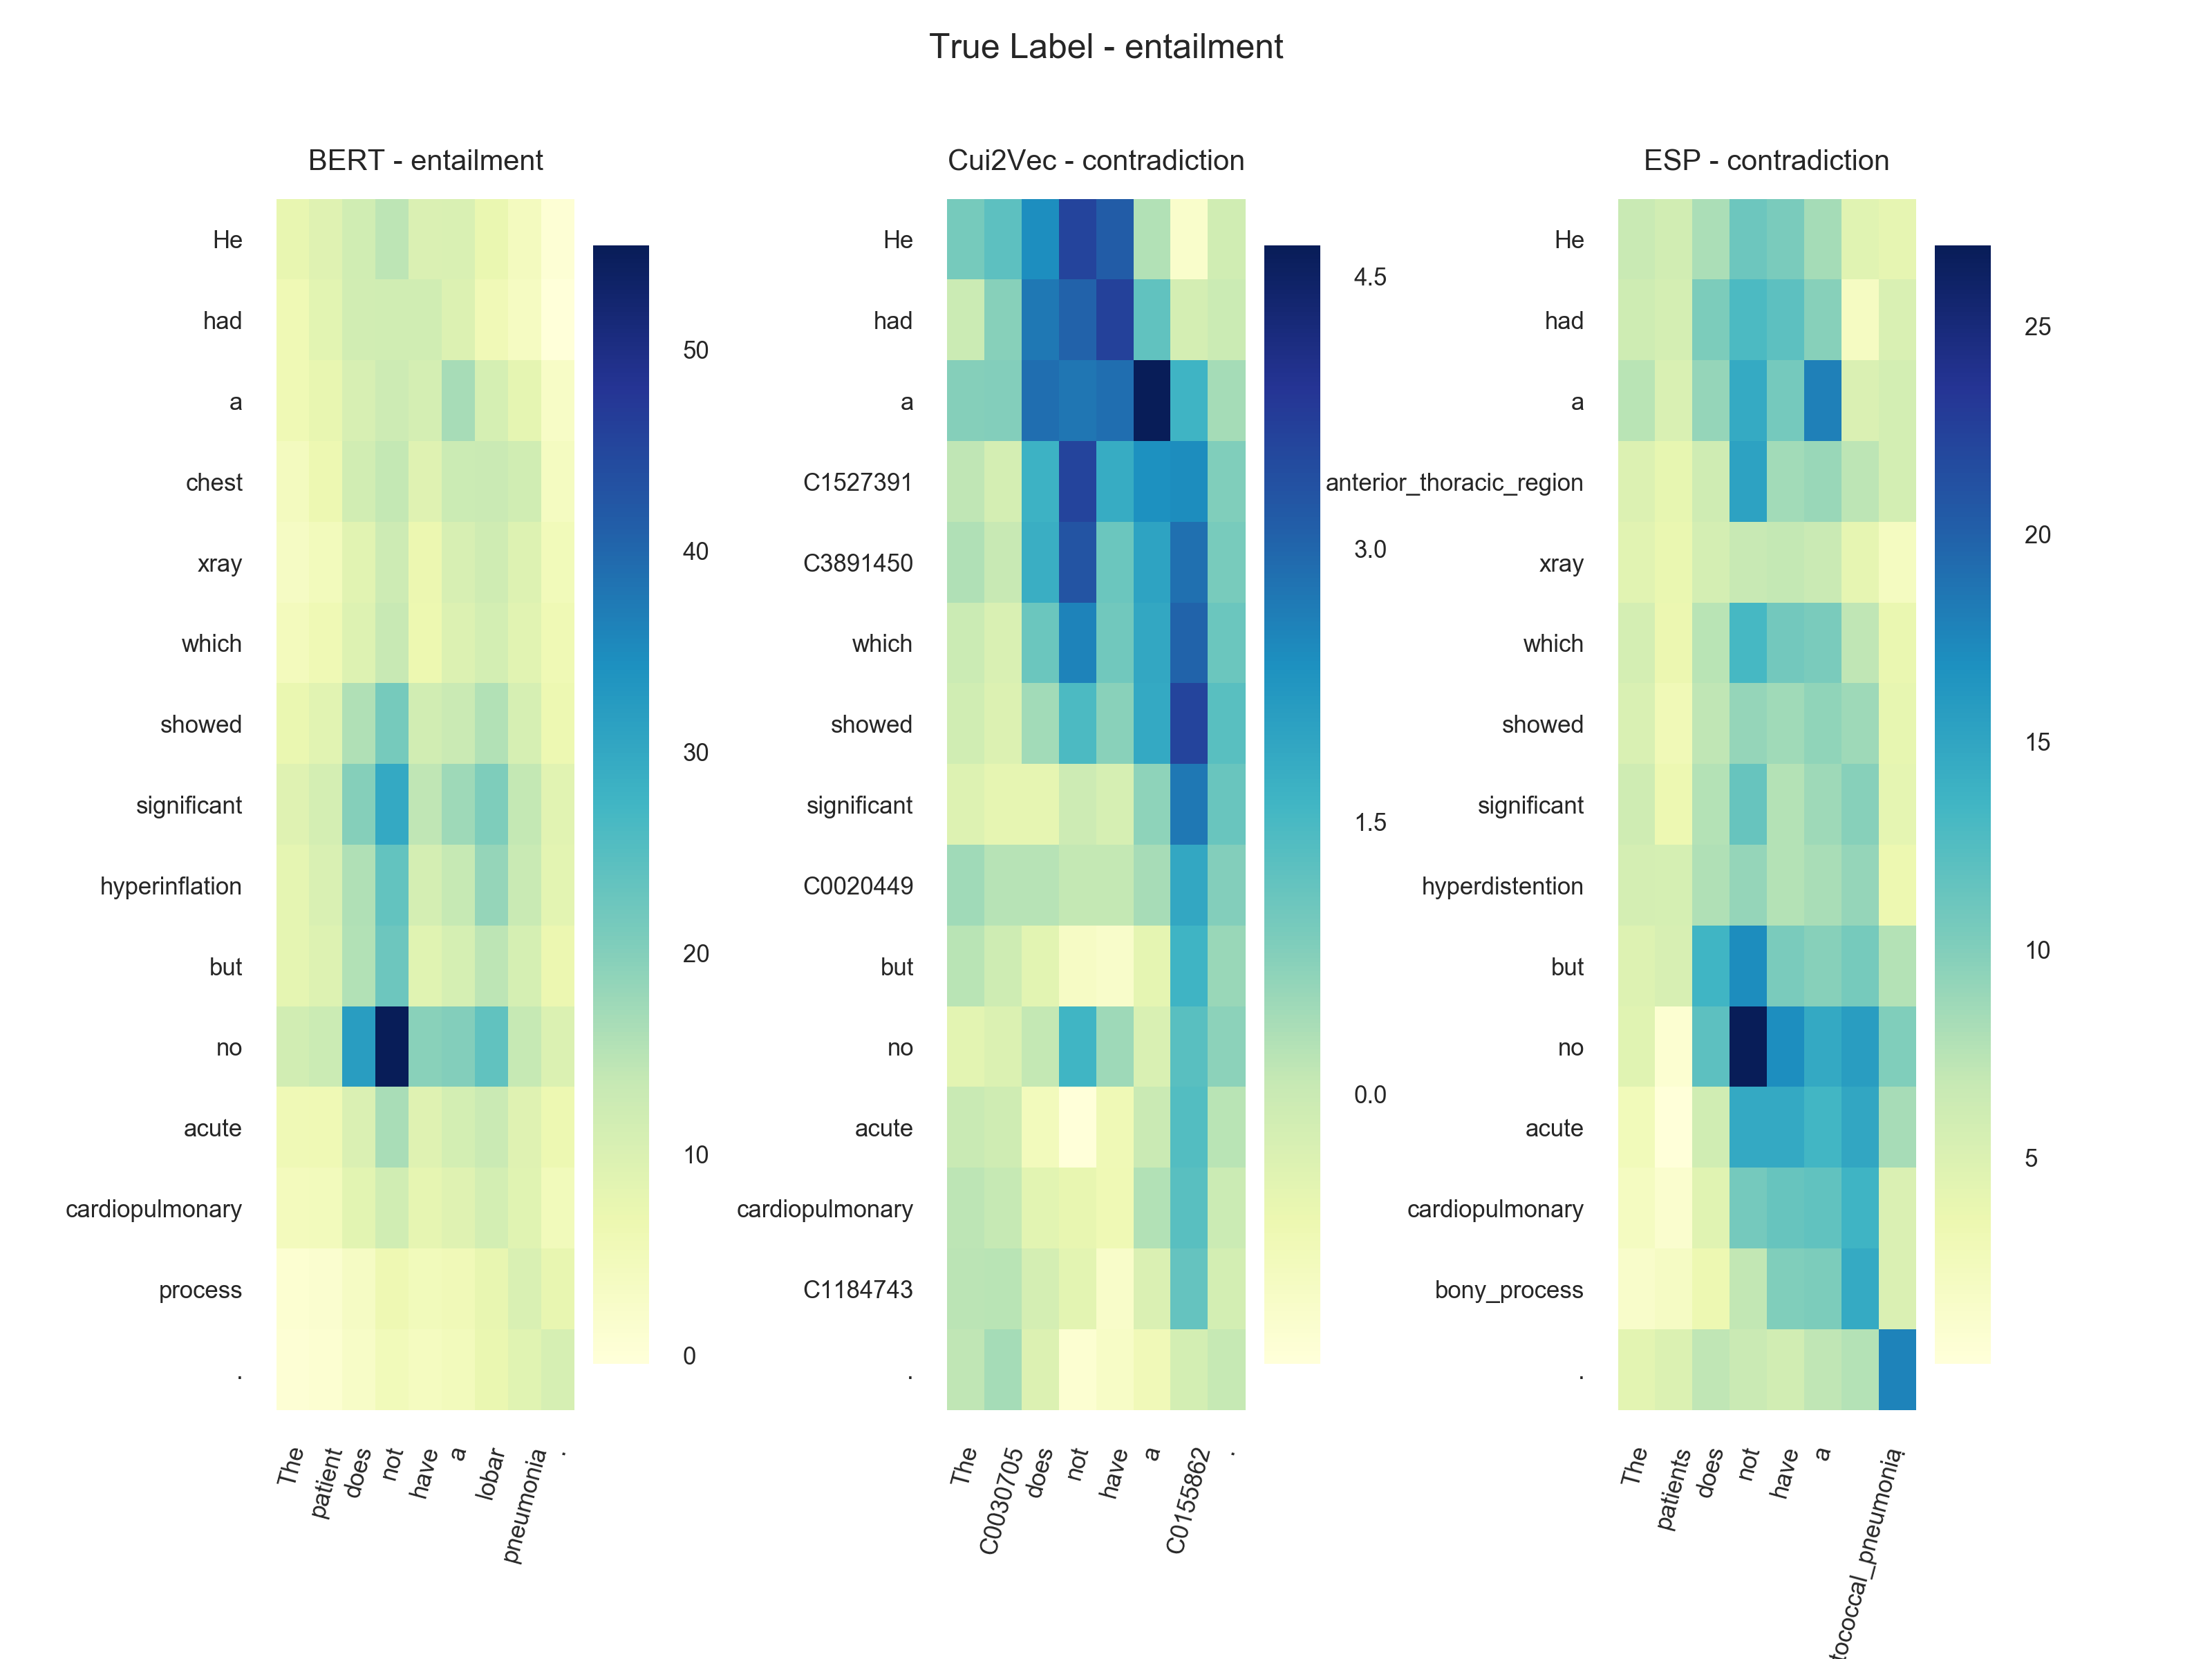 True Label - entailment
BERT - entailment
He
had
a
chest
xray
which
showed
significant
hyperinflation
but
no
acute
cardiopulmonary
process
.
The
patient
does
not
have
a
lobar
pneumonia
.
50
40
30
20
10
0
Cui2Vec - contradiction
He
had
a
C1527391
C3891450
which
showed
significant
C0020449
but
no
acute
cardiopulmonary
C1184743
.
The
C0030705
does
not
have
a
C0155862
.
4.5
3.0
1.5
0.0
ESP - contradiction
He
had
a
anterior_thoracic_region
xray
which
showed
significant
hyperdistention
but
no
acute
cardiopulmonary
bony_process
.
The
patients
does
not
have
a
tococcal_pneumonia
.
25
20
15
10
5